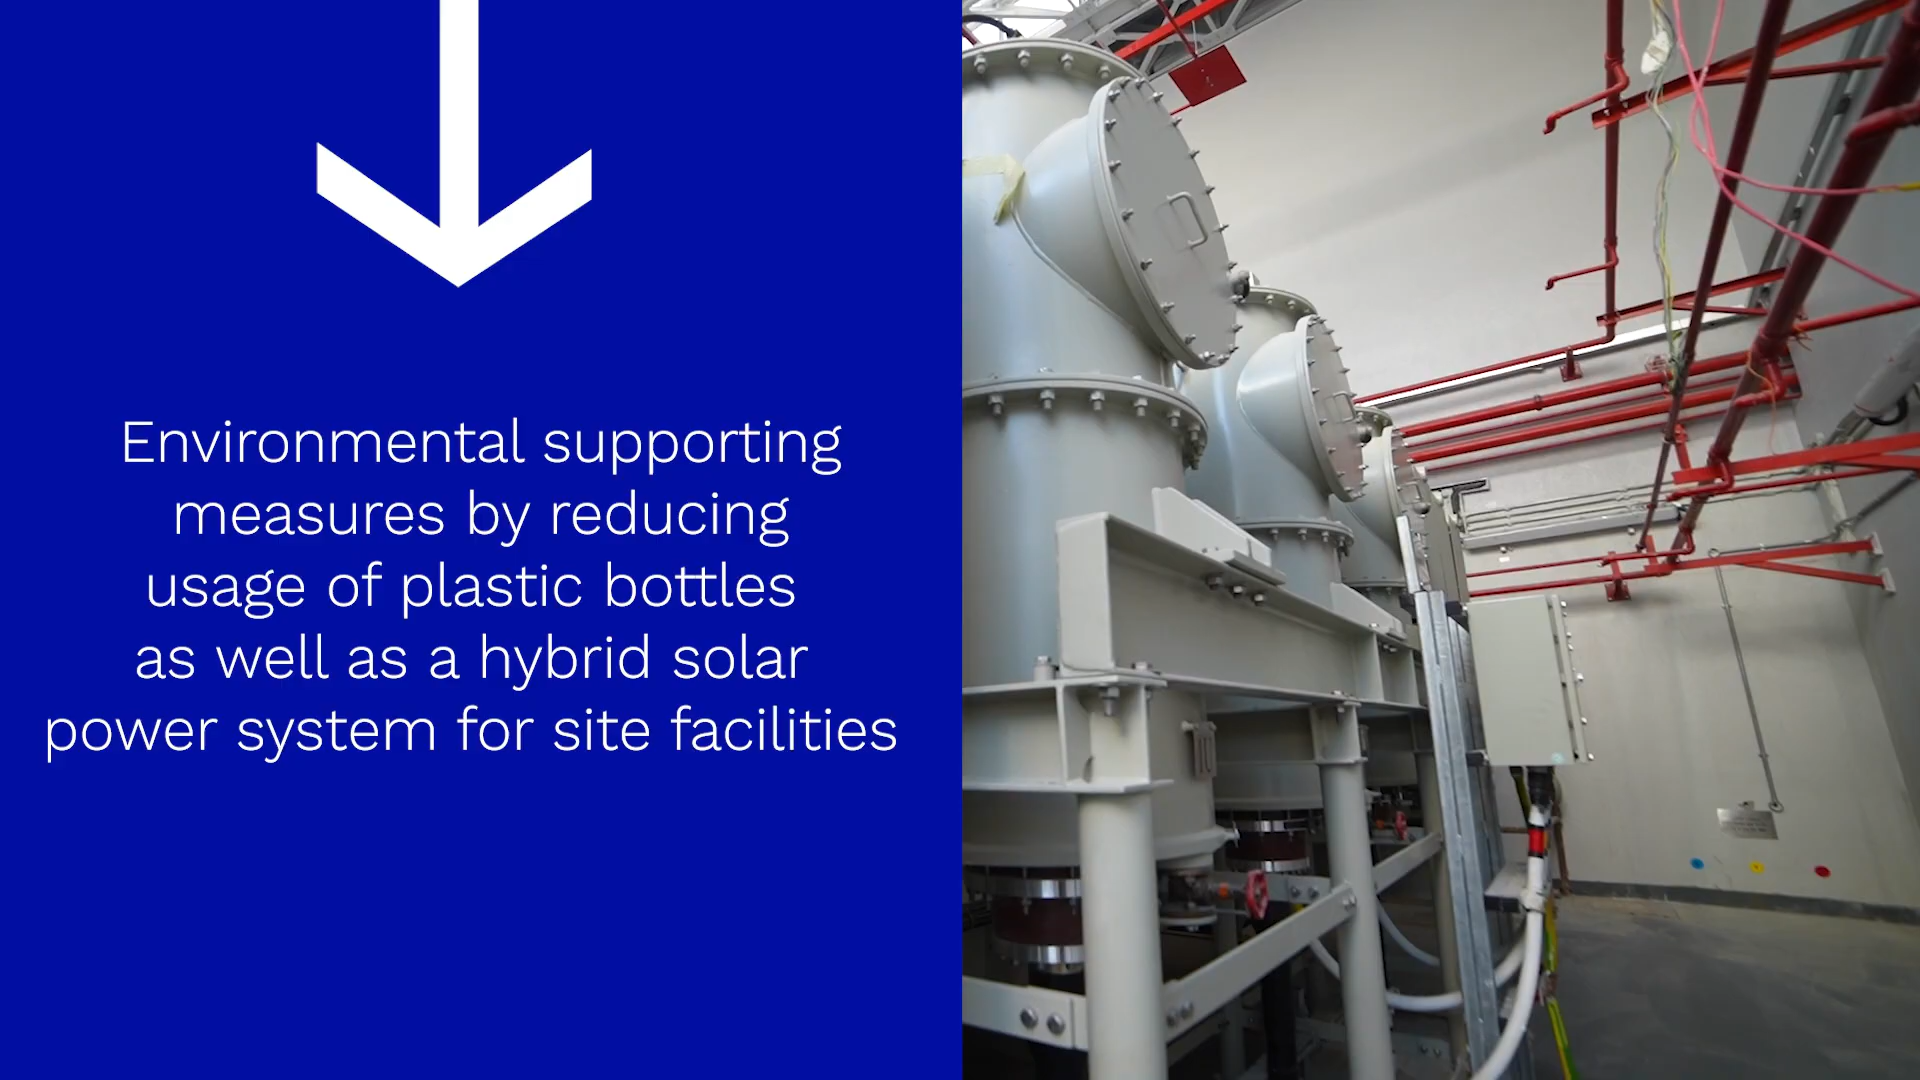 Environmental supporting
measures by reducing
usage of plastic bottles
as well as a hybrid solar
power system for site facilities